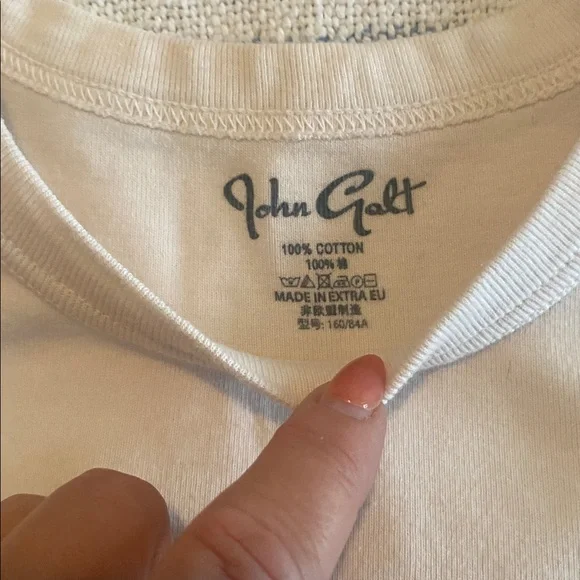 John Galt
100% COTTON
100% 棉
MADE IN EXTRA EU
非欧盟制造
型号: 160/84A